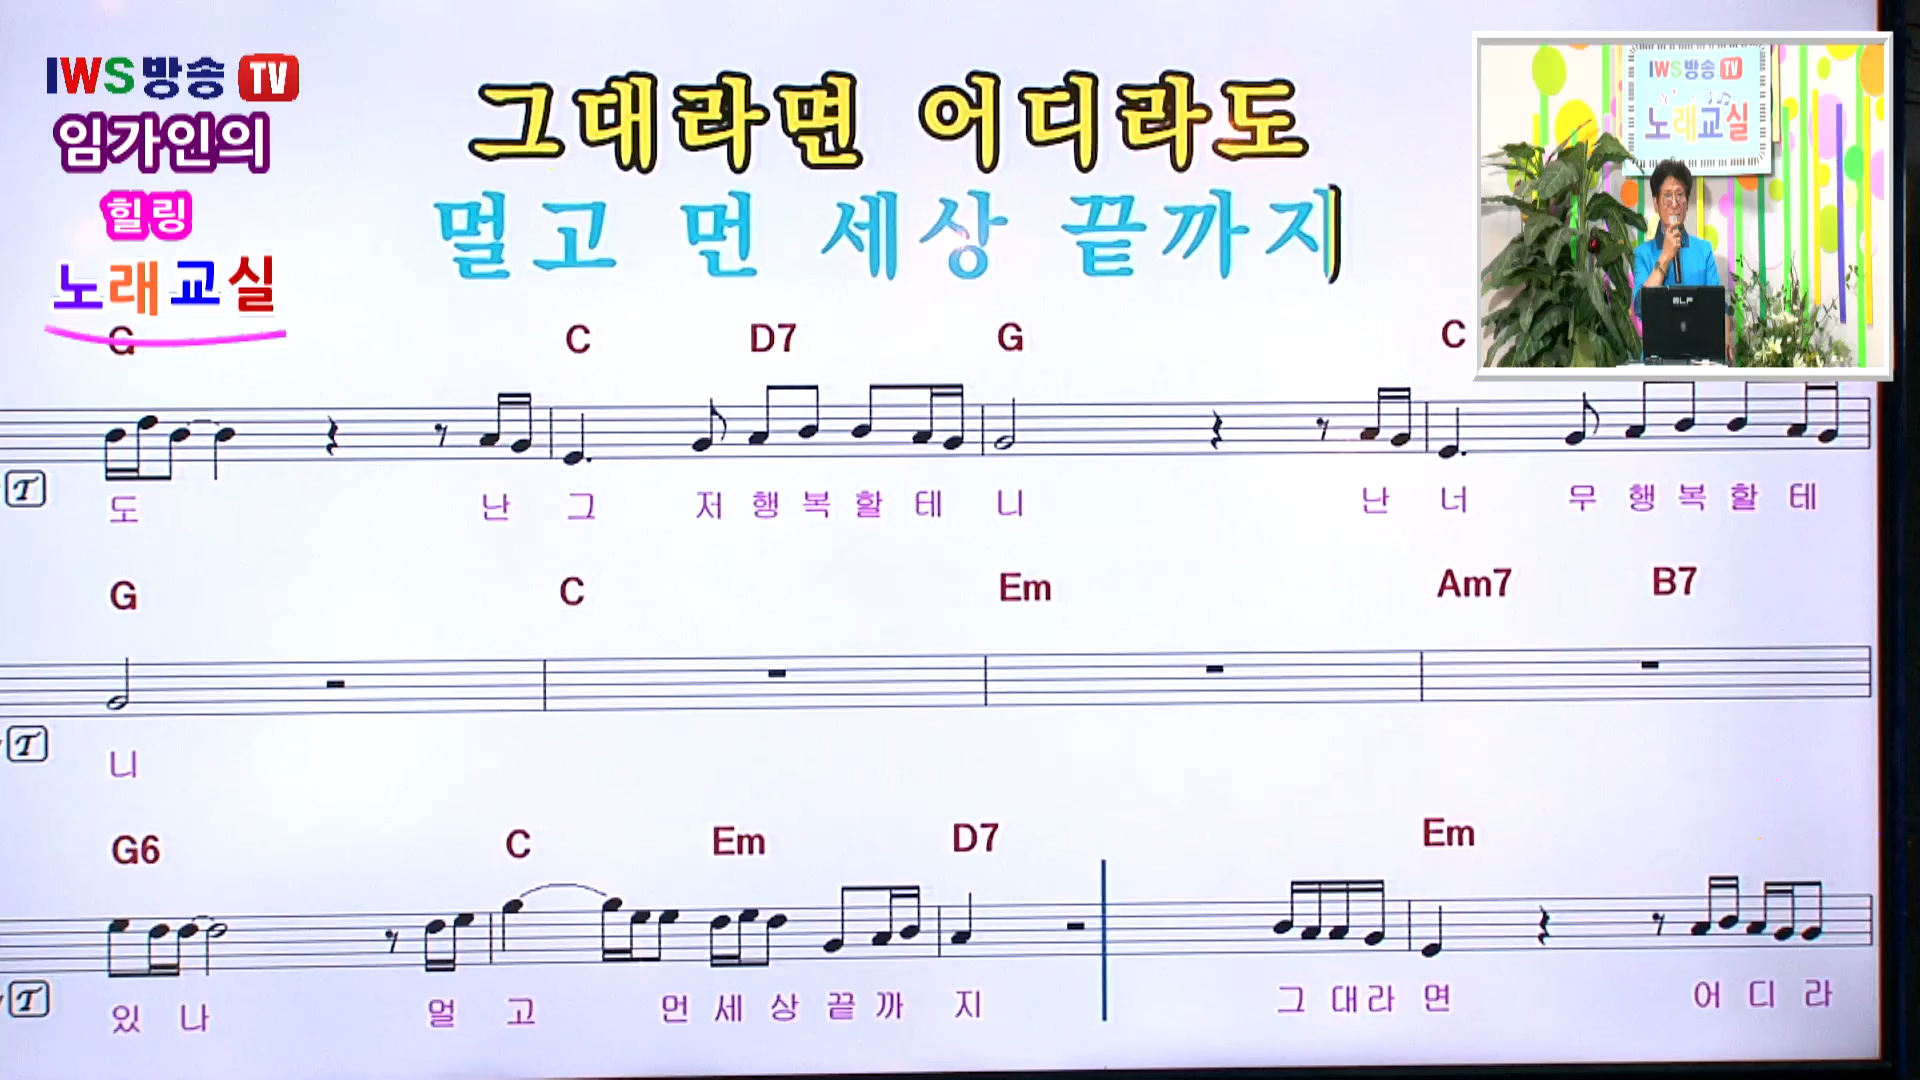 IWS방송 TV
임가인의
힐링
노래교실
그대라면 어디라도
멀고 먼 세상 끝까지
IWS방송 TV
노래교실
ELF
G C D7 G C
도 난 그 저 행 복 할 테 니 난 너 무 행 복 할 테
G C Em Am7 B7
니
G6 C Em D7 Em
있 나 멀 고 먼 세 상 끝 까 지 그 대 라 면 어 디 라